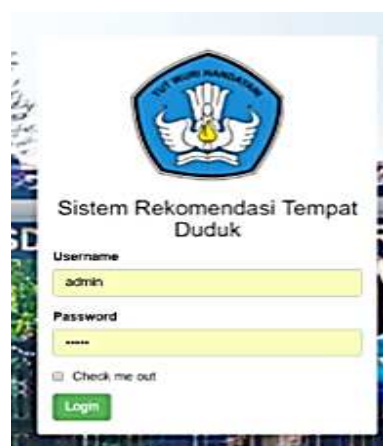 TUT WURI HANDAYANI
Sistem Rekomendasi Tempat
Duduk
Username
admin
Password
•••••
Check me out
Login